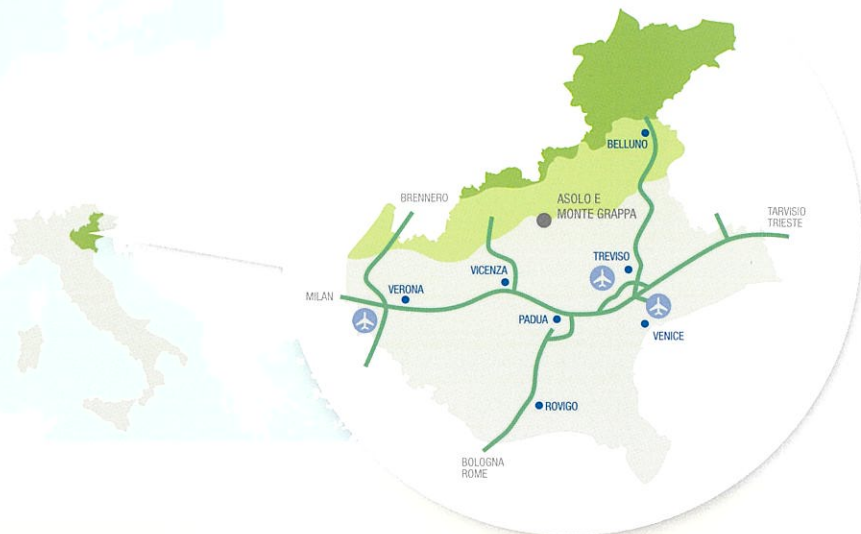 BELLUNO
BRENNERO
ASOLO E
MONTE GRAPPA
TARVISIO
TRIESTE
TREVISO
VICENZA
VERONA
MILAN
PADUA
VENICE
ROVIGO
BOLOGNA
ROME